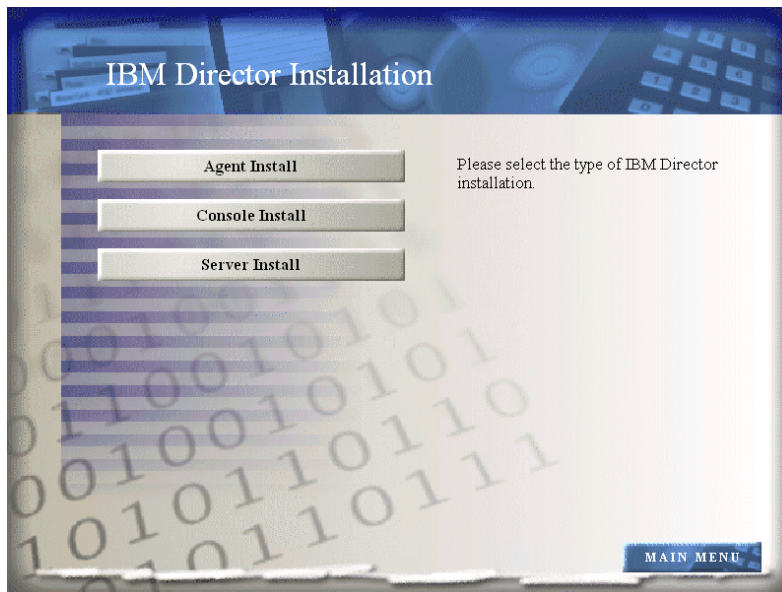 IBM Director Installation
Agent Install
Please select the type of IBM Director
installation.
Console Install
Server Install
MAIN MENU